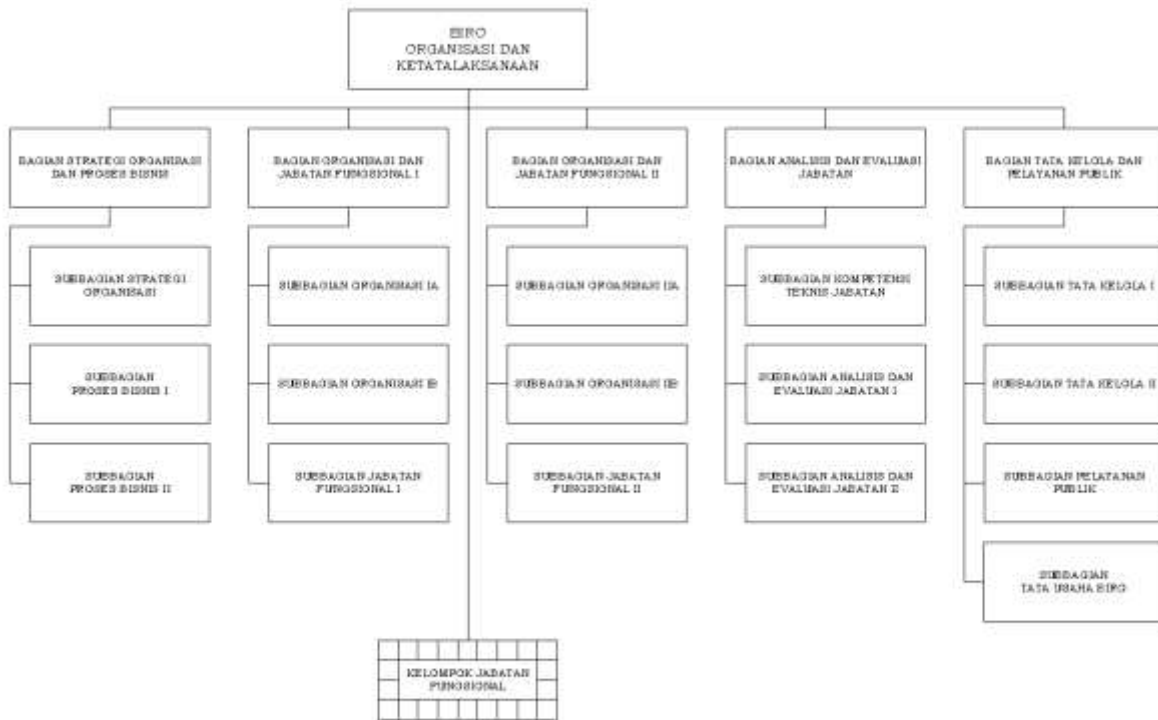 BIRO
ORGANISASI DAN
KETATALAKSANAAN
BAGIAN STRATEGI ORGANISASI
DAN PROSES BISNIS
BAGIAN ORGANISASI DAN
JABATAN FUNGSIONAL I
BAGIAN ORGANISASI DAN
JABATAN FUNGSIONAL II
BAGIAN ANALISIS DAN EVALUASI
JABATAN
BAGIAN TATA KELOLA DAN
PELAYANAN PUBLIK
SUBBAGIAN STRATEGI
ORGANISASI
SUBBAGIAN ORGANISASI IA
SUBBAGIAN ORGANISASI IIA
SUBBAGIAN KOMPETENSI
TEKNIS JABATAN
SUBBAGIAN TATA KELOLA I
SUBBAGIAN
PROSES BISNIS I
SUBBAGIAN ORGANISASI IB
SUBBAGIAN ORGANISASI IIB
SUBBAGIAN ANALISIS DAN
EVALUASI JABATAN I
SUBBAGIAN TATA KELOLA II
SUBBAGIAN
PROSES BISNIS II
SUBBAGIAN JABATAN
FUNGSIONAL I
SUBBAGIAN JABATAN
FUNGSIONAL II
SUBBAGIAN ANALISIS DAN
EVALUASI JABATAN II
SUBBAGIAN PELAYANAN
PUBLIK
SUBBAGIAN
TATA USAHA BIRO
KELOMPOK JABATAN
FUNGSIONAL